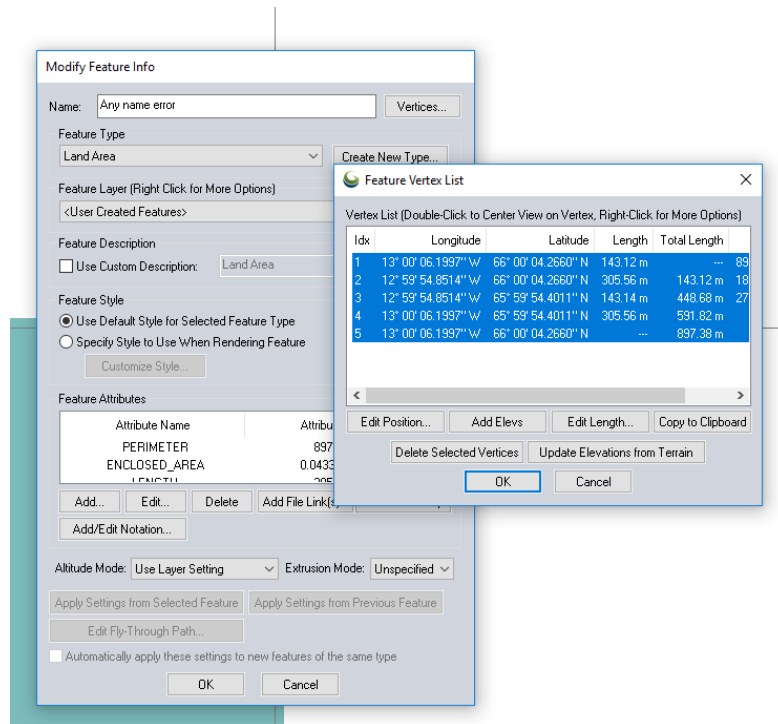 Modify Feature Info
Name: Any name error Vertices...
Feature Type
Land Area Create New Type...
Feature Layer (Right Click for More Options)
<User Created Features>
Feature Description
Use Custom Description: Land Area
Feature Style
Use Default Style for Selected Feature Type
Specify Style to Use When Rendering Feature
Customize Style...
Feature Attributes
Attribute Name Attribu
PERIMETER 897
ENCLOSED_AREA 0.0433
LENGTH 305
Add... Edit... Delete Add File Link(s)
Add/Edit Notation...
Altitude Mode: Use Layer Setting Extrusion Mode: Unspecified
Apply Settings from Selected Feature Apply Settings from Previous Feature
Edit Fly-Through Path...
Automatically apply these settings to new features of the same type
OK Cancel
Feature Vertex List
Vertex List (Double-Click to Center View on Vertex, Right-Click for More Options)
Idx Longitude Latitude Length Total Length
1 13° 00' 06.1997" W 66° 00' 04.2660" N 143.12 m --- 89
2 12° 59' 54.8514" W 66° 00' 04.2660" N 305.56 m 143.12 m 18
3 12° 59' 54.8514" W 65° 59' 54.4011" N 143.14 m 448.68 m 27
4 13° 00' 06.1997" W 65° 59' 54.4011" N 305.56 m 591.82 m
5 13° 00' 06.1997" W 66° 00' 04.2660" N --- 897.38 m
Edit Position... Add Elevs Edit Length... Copy to Clipboard
Delete Selected Vertices Update Elevations from Terrain
OK Cancel